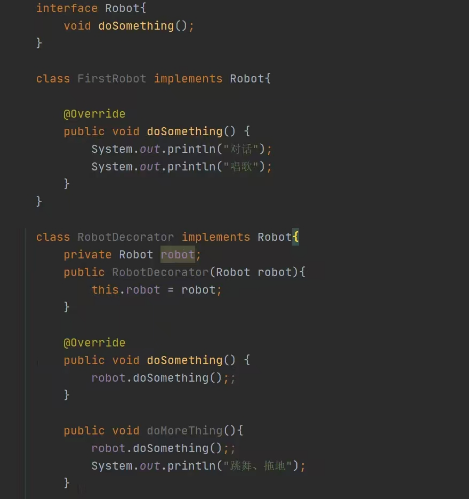 interface Robot{
void doSomething();
}
class FirstRobot implements Robot{
@Override
public void doSomething() {
System.out.println("对话");
System.out.println("唱歌");
}
}
class RobotDecorator implements Robot{
private Robot robot;
public RobotDecorator(Robot robot){
this.robot = robot;
}
@Override
public void doSomething() {
robot.doSomething();;
}
public void doMoreThing(){
robot.doSomething();;
System.out.println("跳舞、拖地");
}